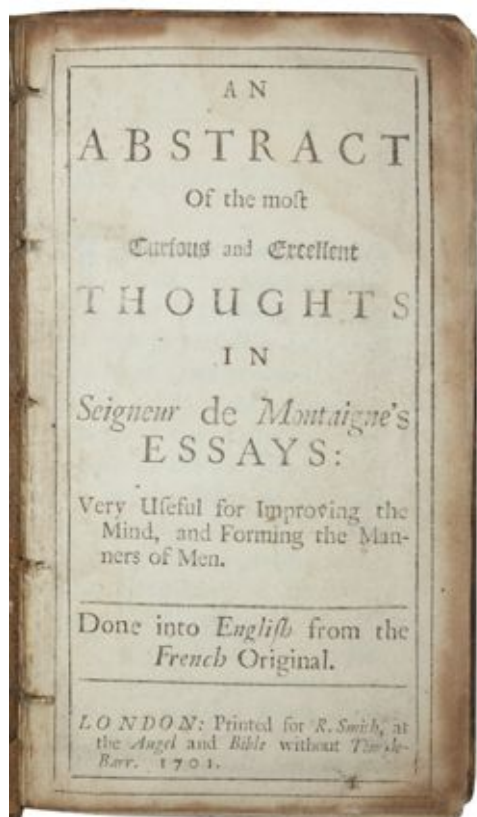 AN
ABSTRACT
Of the moſt
Curious and Excellent
THOUGHTS
IN
Seigneur de Montaigne's
ESSAYS:
Very Uſeful for Improving the
Mind, and Forming the Man-
ners of Men.
Done into Engliſh from the
French Original.
LONDON: Printed for R. Smith, at
the Angel and Bible without Temple-
Barr. 1701.